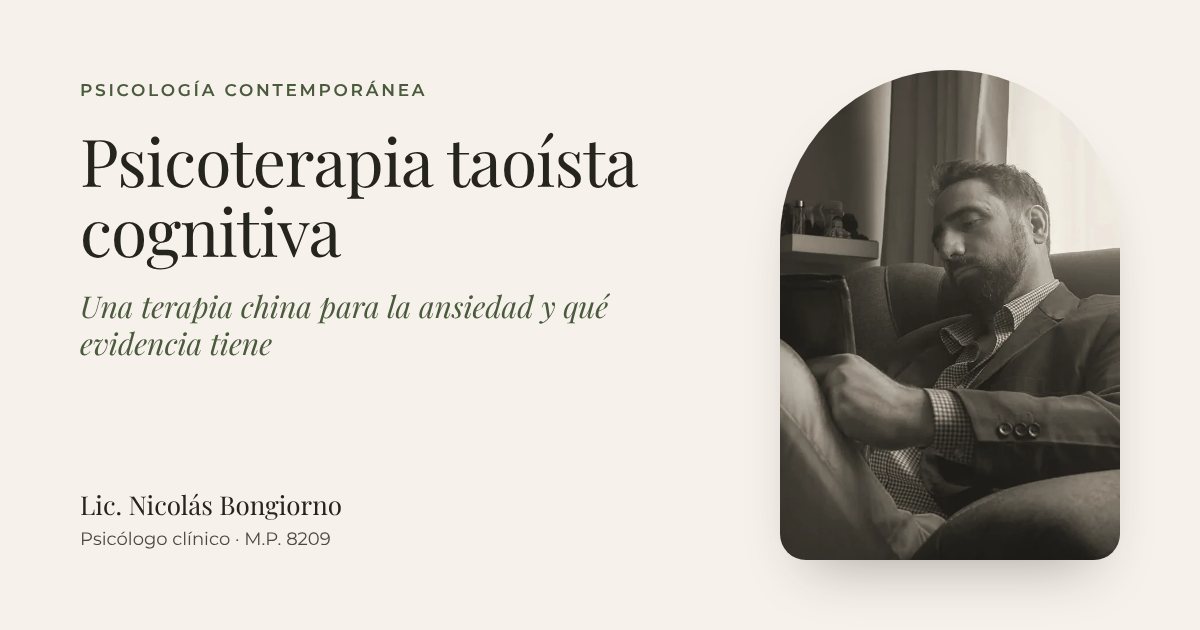 PSICOLOGÍA CONTEMPORÁNEA
Psicoterapia taoísta
cognitiva
Una terapia china para la ansiedad y qué
evidencia tiene
Lic. Nicolás Bongiorno
Psicólogo clínico · M.P. 8209